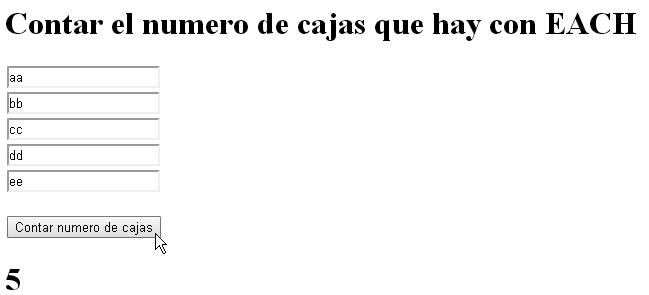 Contar el numero de cajas que hay con EACH
aa
bb
cc
dd
ee
Contar numero de cajas
5